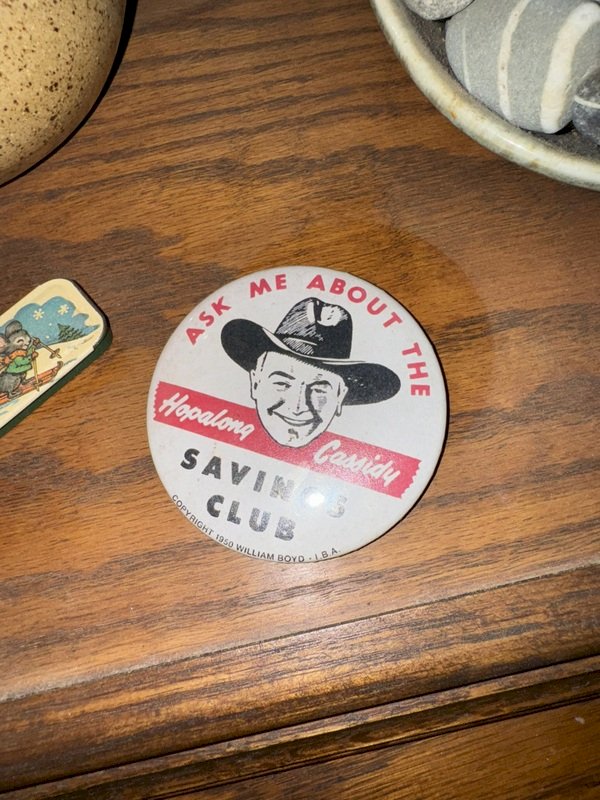 ASK ME ABOUT THE
Hopalong Cassidy
SAVINGS
CLUB
COPYRIGHT 1950 WILLIAM BOYD - I.B.A.